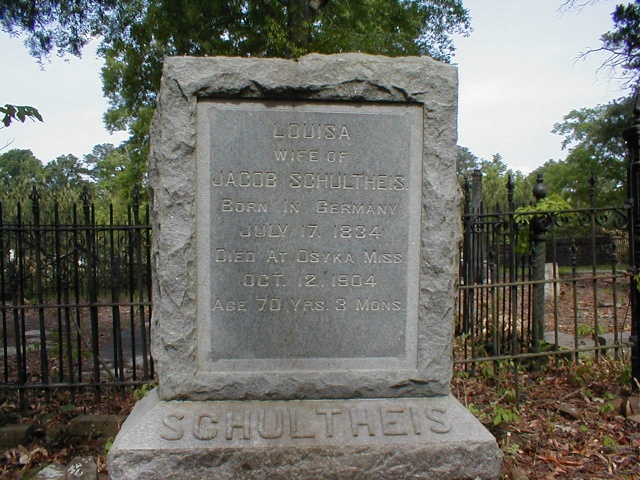 LOUISA
WIFE OF
JACOB SCHULTHEIS.
BORN IN GERMANY
JULY 17, 1834
DIED AT OSYKA MISS.
OCT. 12, 1904
AGE 70 YRS. 3 MONS.
SCHULTHEIS